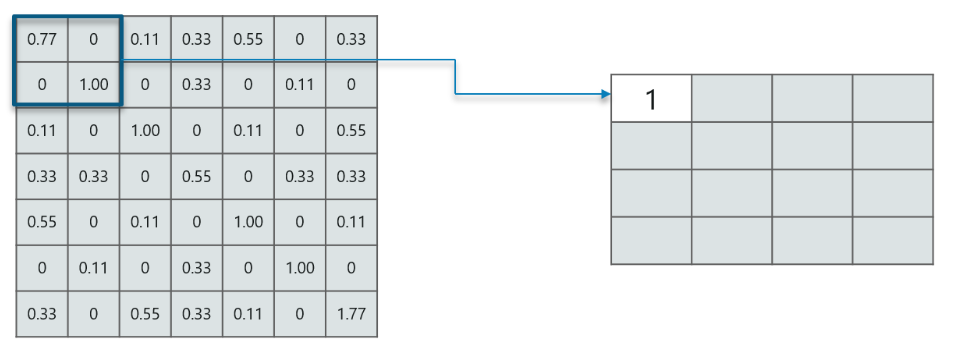 0.77 0 0.11 0.33 0.55 0 0.33
0 1.00 0 0.33 0 0.11 0
0.11 0 1.00 0 0.11 0 0.55
0.33 0.33 0 0.55 0 0.33 0.33
0.55 0 0.11 0 1.00 0 0.11
0 0.11 0 0.33 0 1.00 0
0.33 0 0.55 0.33 0.11 0 1.77
1